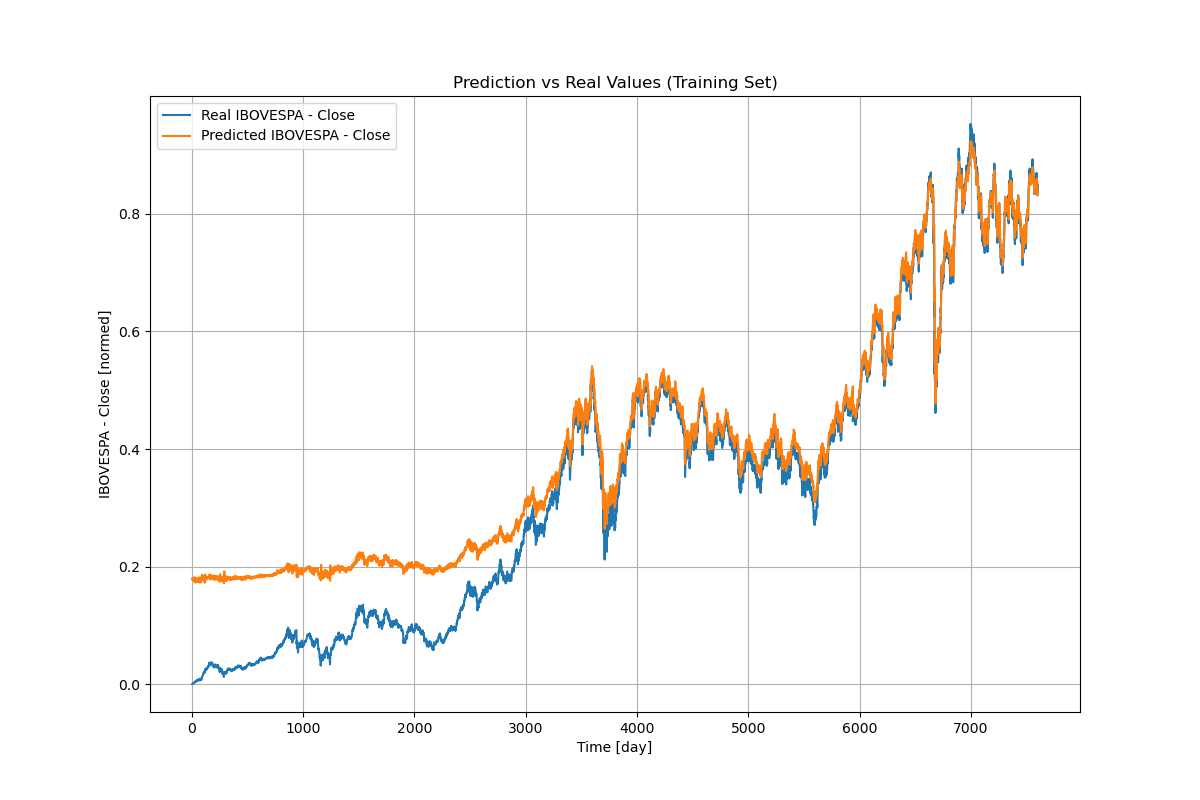 Prediction vs Real Values (Training Set)
Real IBOVESPA - Close
Predicted IBOVESPA - Close
IBOVESPA - Close [normed]
0.8
0.6
0.4
0.2
0.0
0 1000 2000 3000 4000 5000 6000 7000
Time [day]